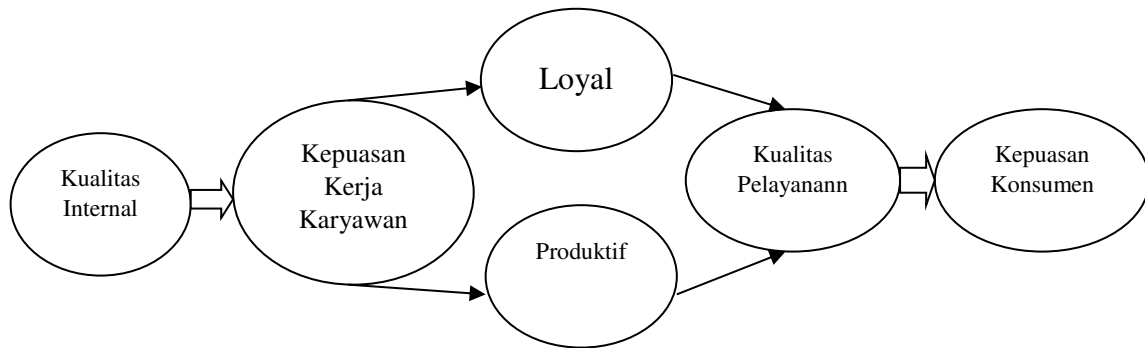 Kualitas
Internal
Kepuasan
Kerja
Karyawan
Loyal
Produktif
Kualitas
Pelayanann
Kepuasan
Konsumen